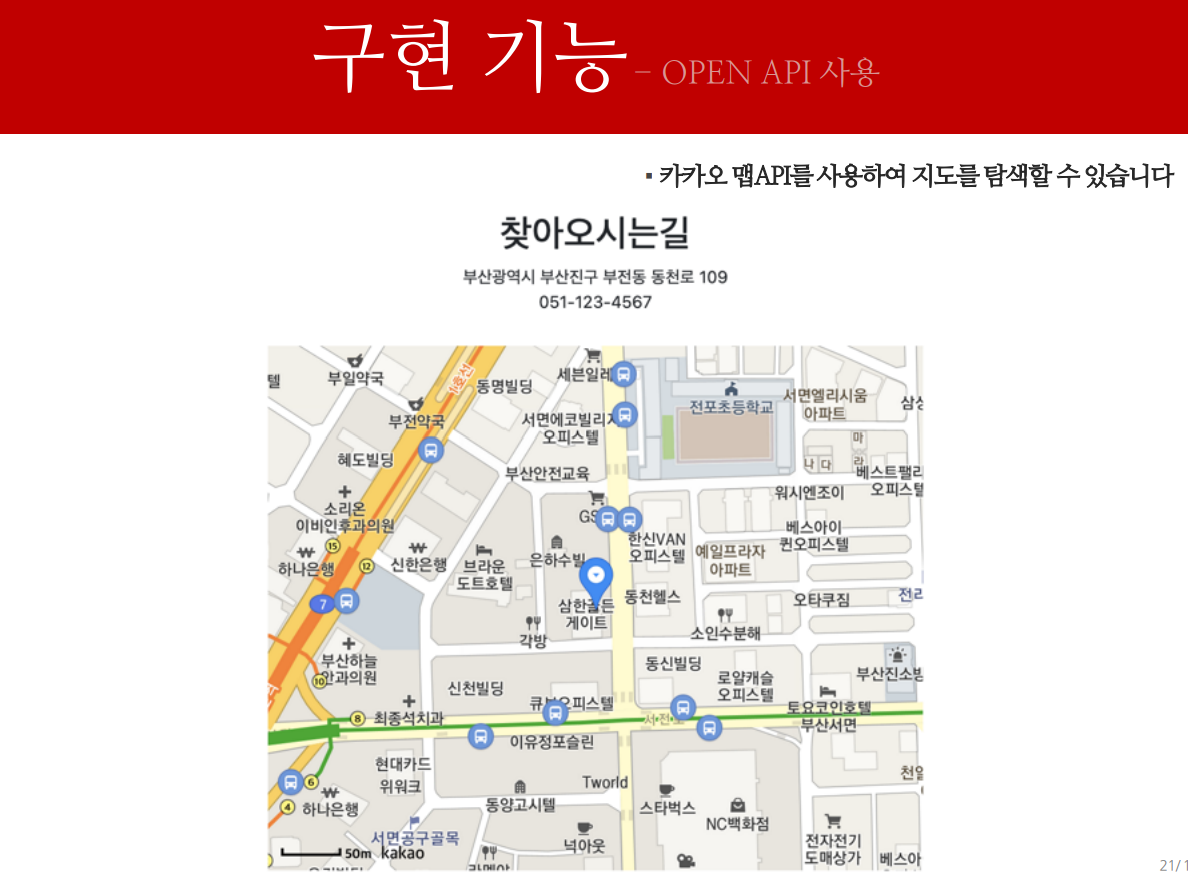 구현 기능 – OPEN API 사용
▪ 카카오 맵API를 사용하여 지도를 탐색할 수 있습니다
찾아오시는길
부산광역시 부산진구 부전동 동천로 109
051-123-4567
부일약국
1호선
동명빌딩
세븐일레
전포초등학교
서면엘리시움
아파트
삼성
텔
부전약국
서면에코빌리지
오피스텔
마
라
나 다
혜도빌딩
부산안전교육
베스트팰리
오피스텔
워시엔조이
소리온
이비인후과의원
GS
한신VAN
오피스텔
베스아이
퀸오피스텔
15
하나은행
12
신한은행
브라운
도트호텔
은하수빌
예일프라자
아파트
7
삼한골든
게이트
동천헬스
오타쿠짐
전리
각방
소인수분해
부산하늘
안과의원
10
동신빌딩
로얄캐슬
오피스텔
부산진소방
신천빌딩
큐브오피스텔
토요코인호텔
부산서면
8
최종석치과
서전로
이유정포슬린
현대카드
위워크
천일
6
4
하나은행
동양고시텔
Tworld
스타벅스
NC백화점
서면공구골목
전자전기
도매상가
넉아웃
베스아
50m
kakao
라멘야
21/ 1